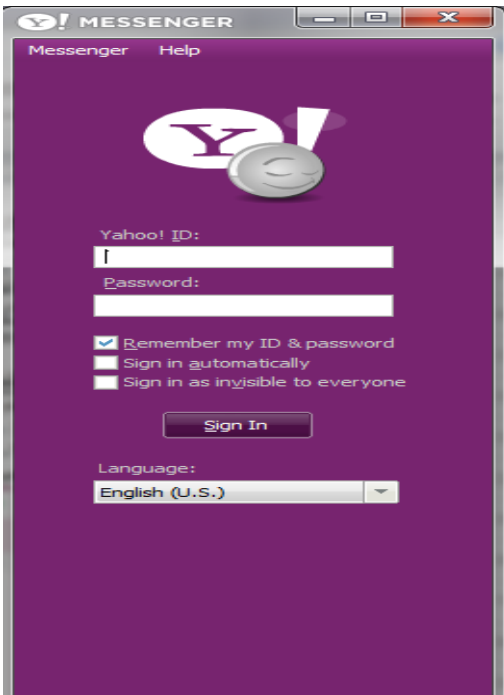 Y! MESSENGER
Messenger Help
Y!
Yahoo! ID:
Password:
Remember my ID & password
Sign in automatically
Sign in as invisible to everyone
Sign In
Language:
English (U.S.)